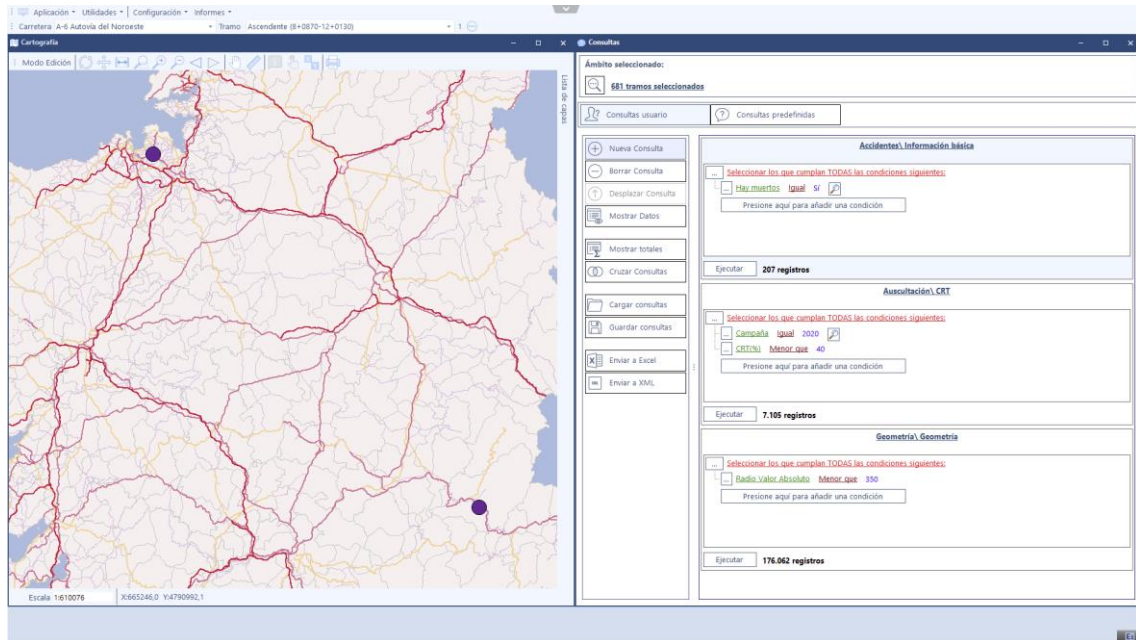 Aplicación Utilidades Configuración Informes
Carretera A-6 Autovía del Noroeste Tramo Ascendente (8+0870-12+0130) 1
Cartografía
Modo Edición
Lista de capas
Escala 1:610076 X:665246,0 Y:4790992,1
Consultas
Ámbito seleccionado:
681 tramos seleccionados
Consultas usuario Consultas predefinidas
Nueva Consulta
Borrar Consulta
Desplazar Consulta
Mostrar Datos
Mostrar totales
Cruzar Consultas
Cargar consultas
Guardar consultas
Enviar a Excel
Enviar a XML
Accidentes\ Información básica
... Seleccionar los que cumplan TODAS las condiciones siguientes:
... Hay muertos Igual Sí
Presione aquí para añadir una condición
Ejecutar 207 registros
Auscultación\ CRT
... Seleccionar los que cumplan TODAS las condiciones siguientes:
... Campaña Igual 2020
... CRT(%) Menor que 40
Presione aquí para añadir una condición
Ejecutar 7.105 registros
Geometría\ Geometría
... Seleccionar los que cumplan TODAS las condiciones siguientes:
... Radio Valor Absoluto Menor que 350
Presione aquí para añadir una condición
Ejecutar 176.062 registros